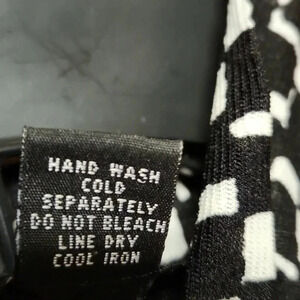 HAND WASH
COLD
SEPARATELY
DO NOT BLEACH
LINE DRY
COOL IRON